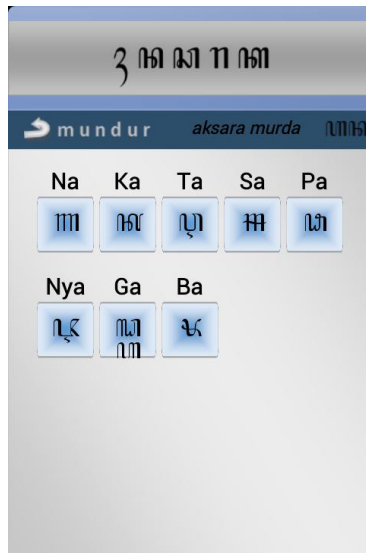 mundur aksara murda
Na Ka Ta Sa Pa
ꦟ ꦑ ꦡ ꦯ ꦦ
Nya Ga Ba
ꦘ ꦓ ꦨ